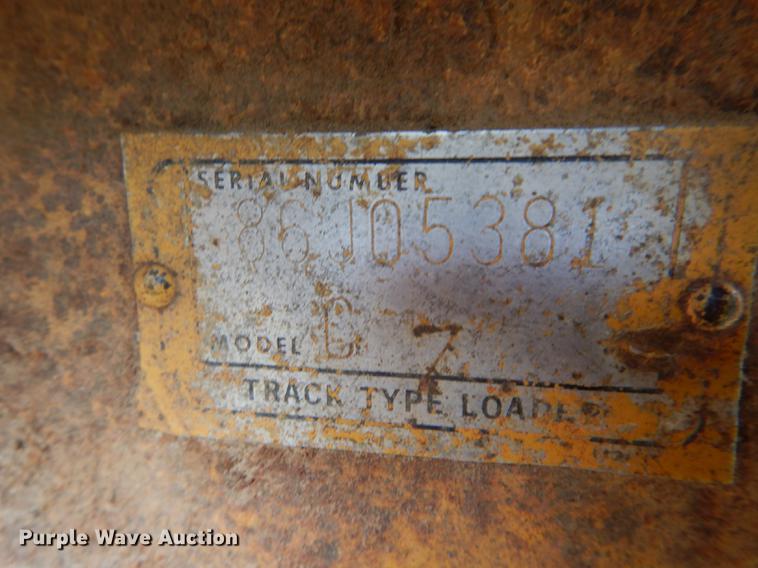 SERIAL NUMBER
86J05381
MODEL
TRACK TYPE LOADER
Purple Wave Auction